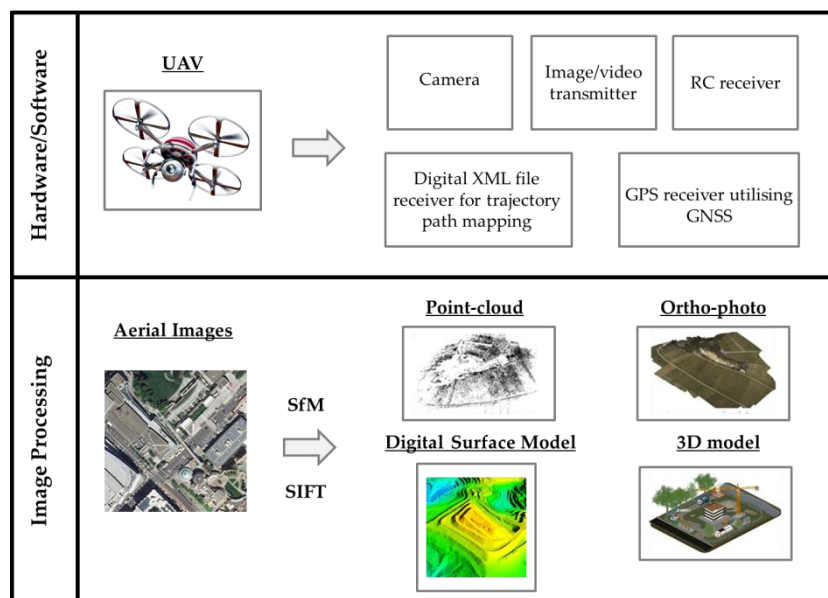 Hardware/Software
UAV
Camera
Image/video
transmitter
RC receiver
Digital XML file
receiver for trajectory
path mapping
GPS receiver utilising
GNSS
Image Processing
Aerial Images
SfM
SIFT
Point-cloud
Ortho-photo
Digital Surface Model
3D model